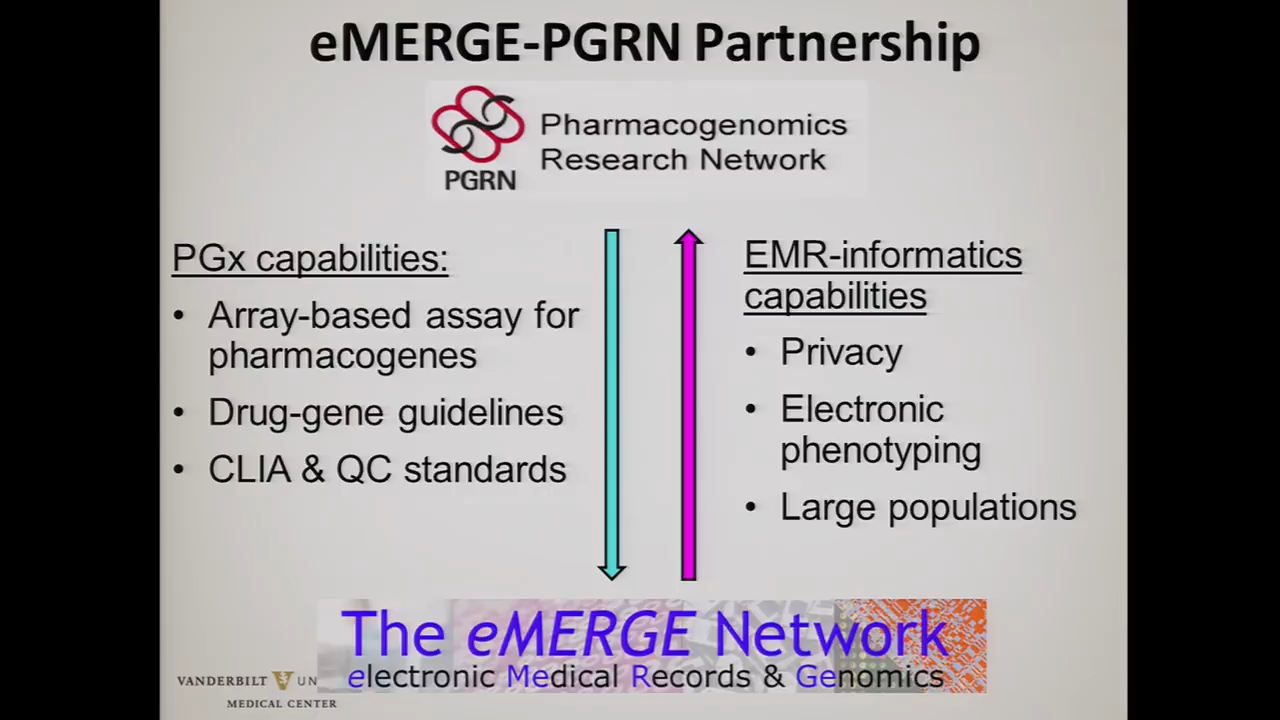 eMERGE-PGRN Partnership
PGRN
Pharmacogenomics
Research Network
PGx capabilities:
• Array-based assay for
pharmacogenes
• Drug-gene guidelines
• CLIA & QC standards
EMR-informatics
capabilities
• Privacy
• Electronic
phenotyping
• Large populations
The eMERGE Network
electronic Medical Records & Genomics
VANDERBILT V UN
MEDICAL CENTER